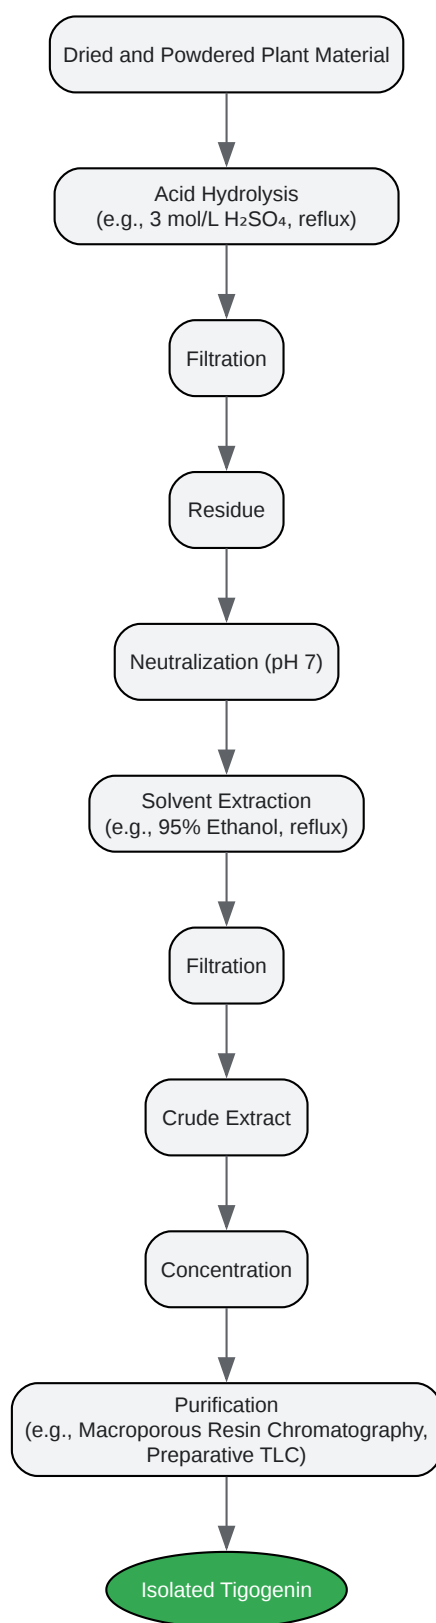 Dried and Powdered Plant Material
Acid Hydrolysis
(e.g., 3 mol/L H₂SO₄, reflux)
Filtration
Residue
Neutralization (pH 7)
Solvent Extraction
(e.g., 95% Ethanol, reflux)
Filtration
Crude Extract
Concentration
Purification
(e.g., Macroporous Resin Chromatography,
Preparative TLC)
Isolated Tigogenin